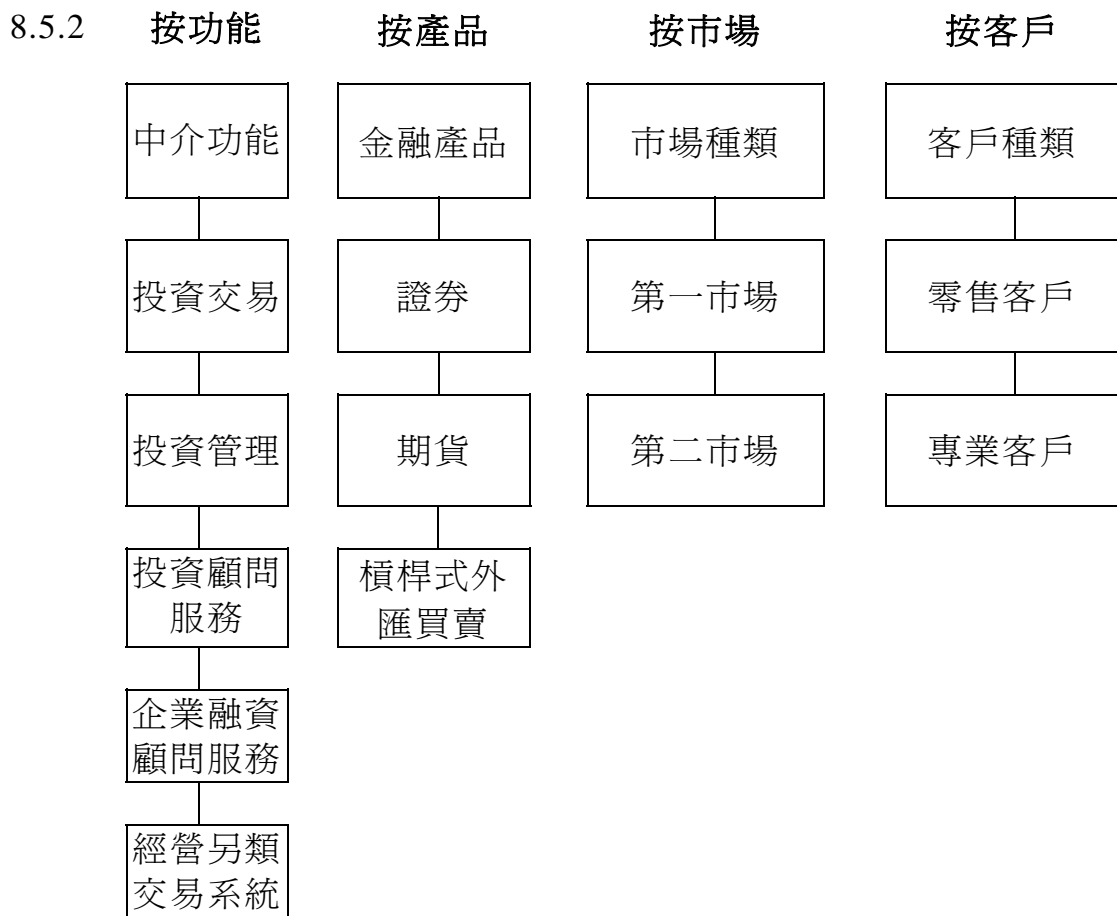 8.5.2 按功能 按產品 按市場 按客戶
中介功能 金融產品 市場種類 客戶種類
投資交易 證券 第一市場 零售客戶
投資管理 期貨 第二市場 專業客戶
投資顧問 槓桿式外
服務 匯買賣
企業融資
顧問服務
經營另類
交易系統